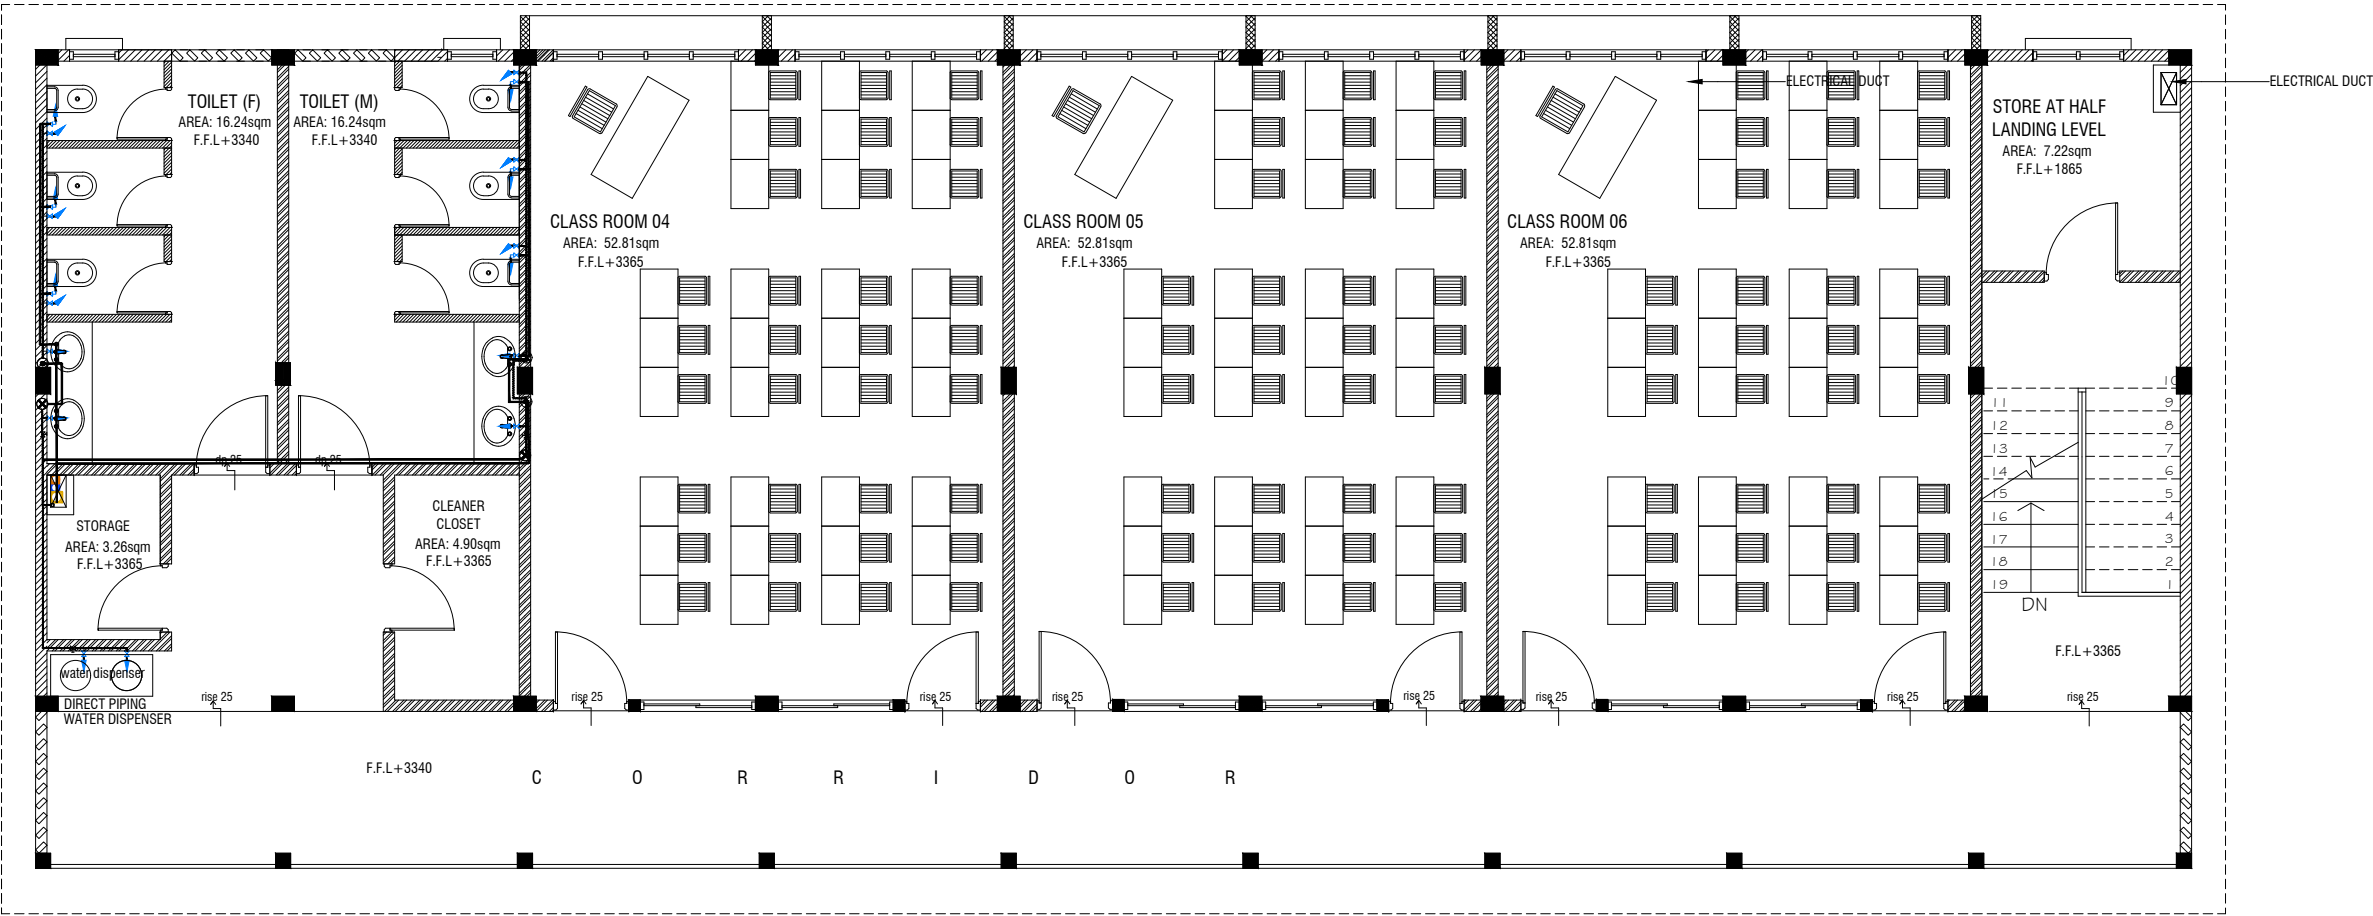 TOILET (F)
AREA: 16.24sqm
F.F.L+3340
TOILET (M)
AREA: 16.24sqm
F.F.L+3340
ELECTRICAL DUCT
ELECTRICAL DUCT
STORE AT HALF
LANDING LEVEL
AREA: 7.22sqm
F.F.L+1865
CLASS ROOM 04
AREA: 52.81sqm
F.F.L+3365
CLASS ROOM 05
AREA: 52.81sqm
F.F.L+3365
CLASS ROOM 06
AREA: 52.81sqm
F.F.L+3365
10
11 9
12 8
13 7
14 6
15 5
16 4
17 3
18 2
19 1
DN
dp 25
dp 25
STORAGE
AREA: 3.26sqm
F.F.L+3365
CLEANER
CLOSET
AREA: 4.90sqm
F.F.L+3365
F.F.L+3365
water dispenser
DIRECT PIPING
WATER DISPENSER
rise 25
rise 25
rise 25
rise 25
rise 25
rise 25
rise 25
rise 25
F.F.L+3340
C O R R I D O R